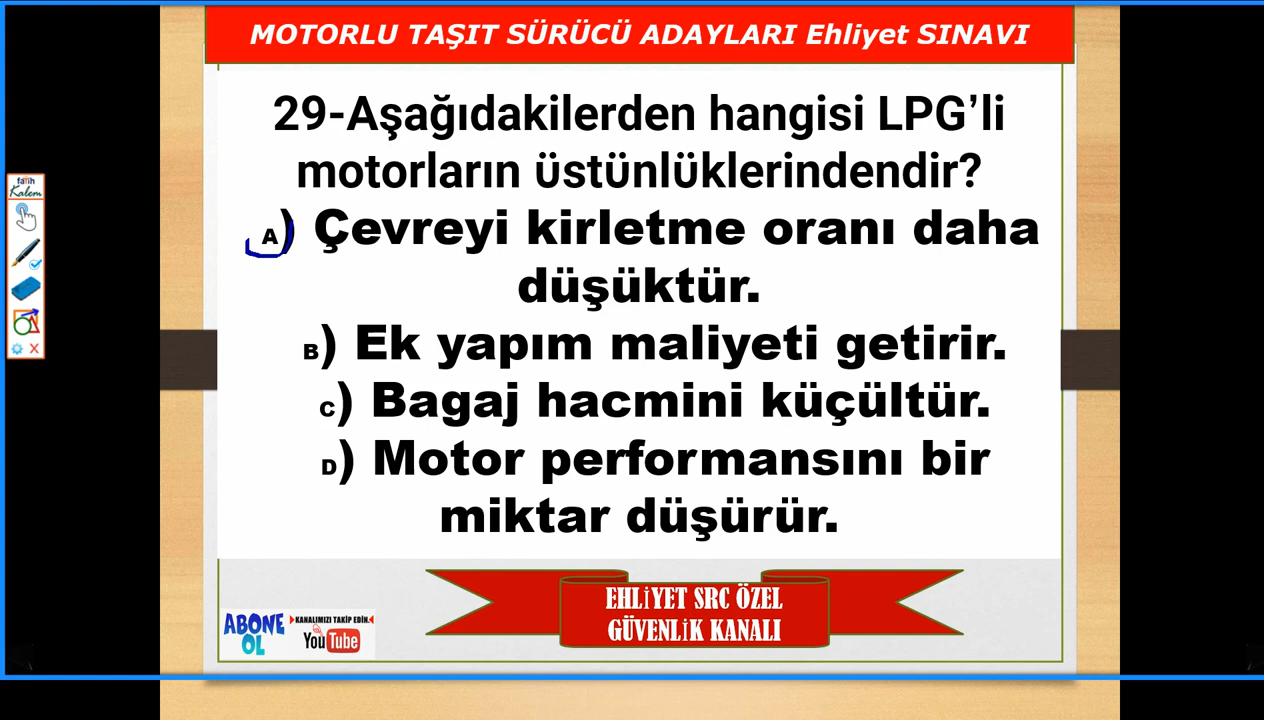 MOTORLU TAŞIT SÜRÜCÜ ADAYLARI Ehliyet SINAVI
29-Aşağıdakilerden hangisi LPG’li
motorların üstünlüklerindendir?
A) Çevreyi kirletme oranı daha
düşüktür.
B) Ek yapım maliyeti getirir.
C) Bagaj hacmini küçültür.
D) Motor performansını bir
miktar düşürür.
EHLİYET SRC ÖZEL
GÜVENLİK KANALI
ABONE
OL
KANALIMIZI TAKİP EDİN.
YouTube
fatih
Kalem